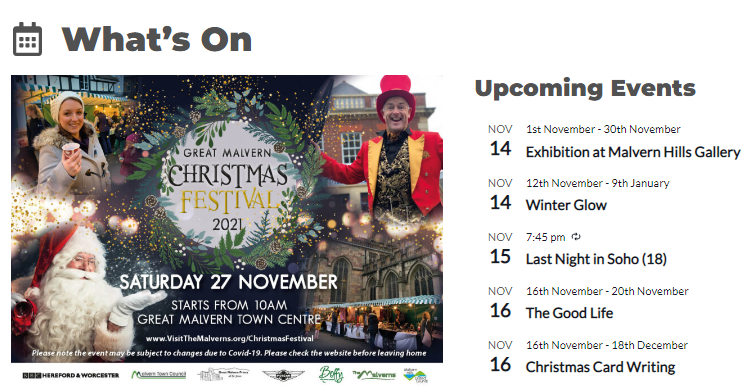 What's On
GREAT MALVERN
CHRISTMAS
FESTIVAL
2021
SATURDAY 27 NOVEMBER
STARTS FROM 10AM
GREAT MALVERN TOWN CENTRE
www.VisitTheMalverns.org/ChristmasFestival
Please note the event may be subject to changes due to Covid-19. Please check the website before leaving home
BBC HEREFORD & WORCESTER
Malvern Town Council
Boffy
The Malverns
Upcoming Events
NOV 1st November - 30th November
14 Exhibition at Malvern Hills Gallery
NOV 12th November - 9th January
14 Winter Glow
NOV 7:45 pm
15 Last Night in Soho (18)
NOV 16th November - 20th November
16 The Good Life
NOV 16th November - 18th December
16 Christmas Card Writing